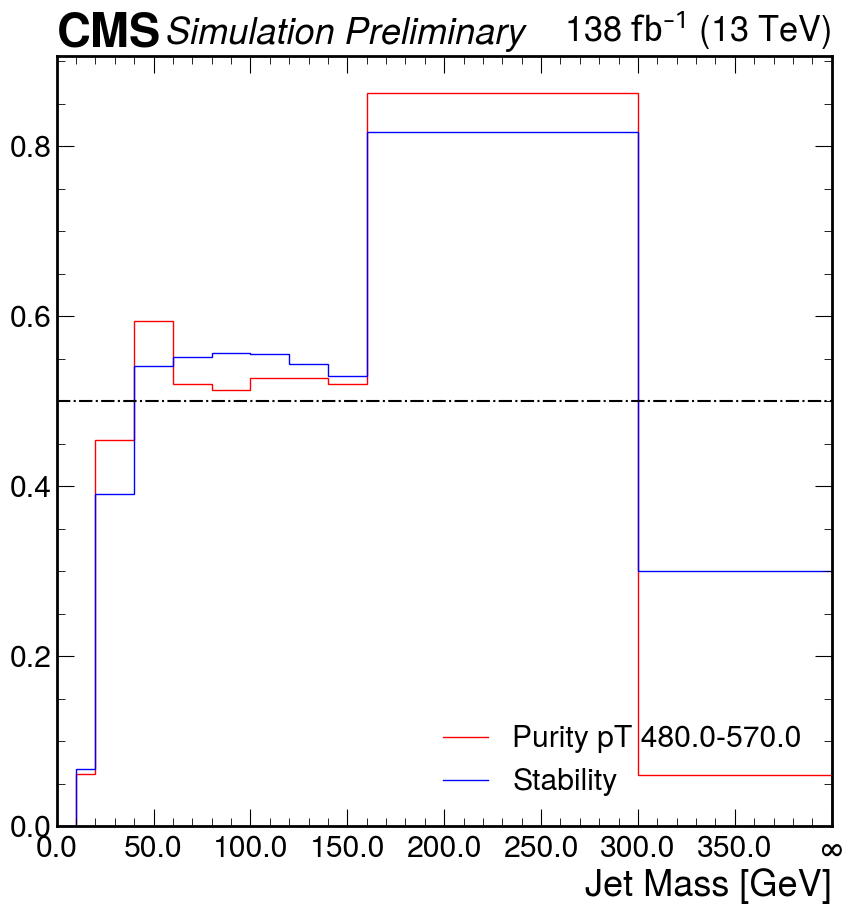 CMS Simulation Preliminary 138 fb⁻¹ (13 TeV)
0.8
0.6
0.4
0.2
0.0
0.0 50.0 100.0 150.0 200.0 250.0 300.0 350.0 ∞
Jet Mass [GeV]
Purity pT 480.0-570.0
Stability